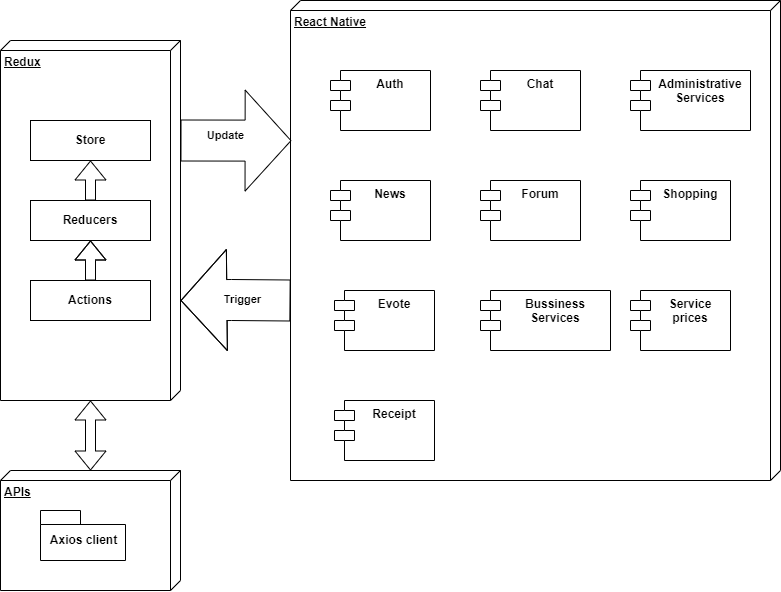 React Native
Redux
Auth
Chat
Administrative
Services
Store
Update
Reducers
News
Forum
Shopping
Actions
Trigger
Evote
Bussiness
Services
Service
prices
Receipt
APIs
Axios client